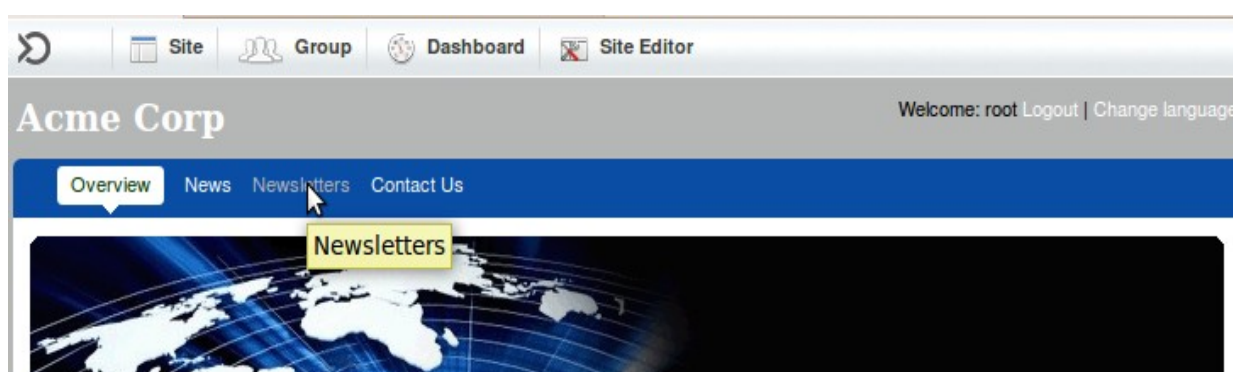 Site Group Dashboard Site Editor
Acme Corp
Welcome: root Logout | Change language
Overview News Newsletters Contact Us
Newsletters